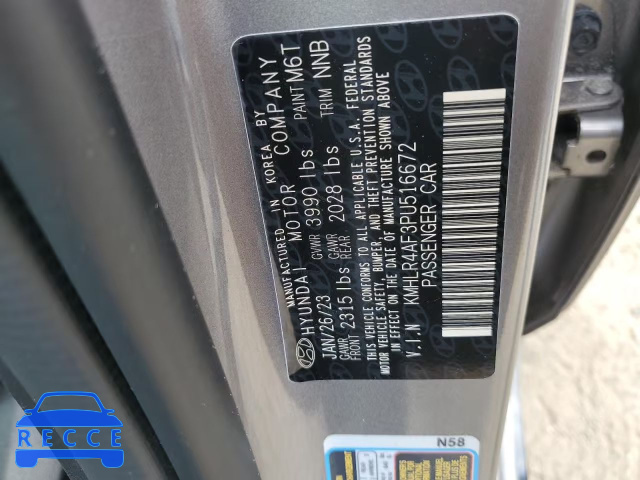 MANUFACTURED IN KOREA BY
HYUNDAI MOTOR COMPANY
JAN/26/23 GVWR 3990 lbs PAINT M6T
GAWR FRONT 2315 lbs GAWR REAR 2028 lbs TRIM NNB
THIS VEHICLE CONFORMS TO ALL APPLICABLE U.S.A. FEDERAL
MOTOR VEHICLE SAFETY, BUMPER, AND THEFT PREVENTION STANDARDS
IN EFFECT ON THE DATE OF MANUFACTURE SHOWN ABOVE
V.I.N KMHLR4AF3PU516672
PASSENGER CAR
N58
RECCE